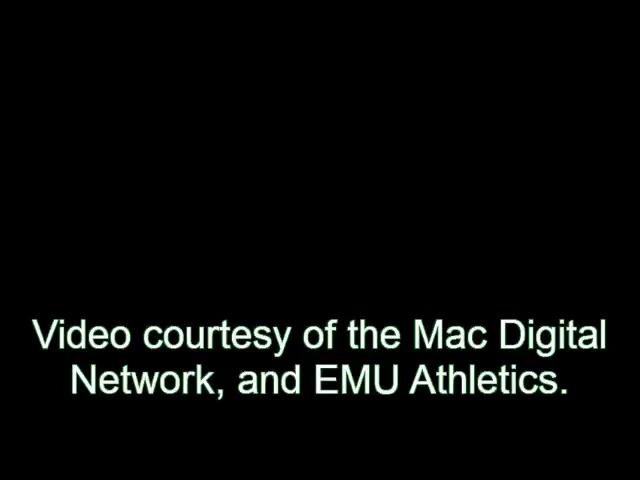 Video courtesy of the Mac Digital
Network, and EMU Athletics.